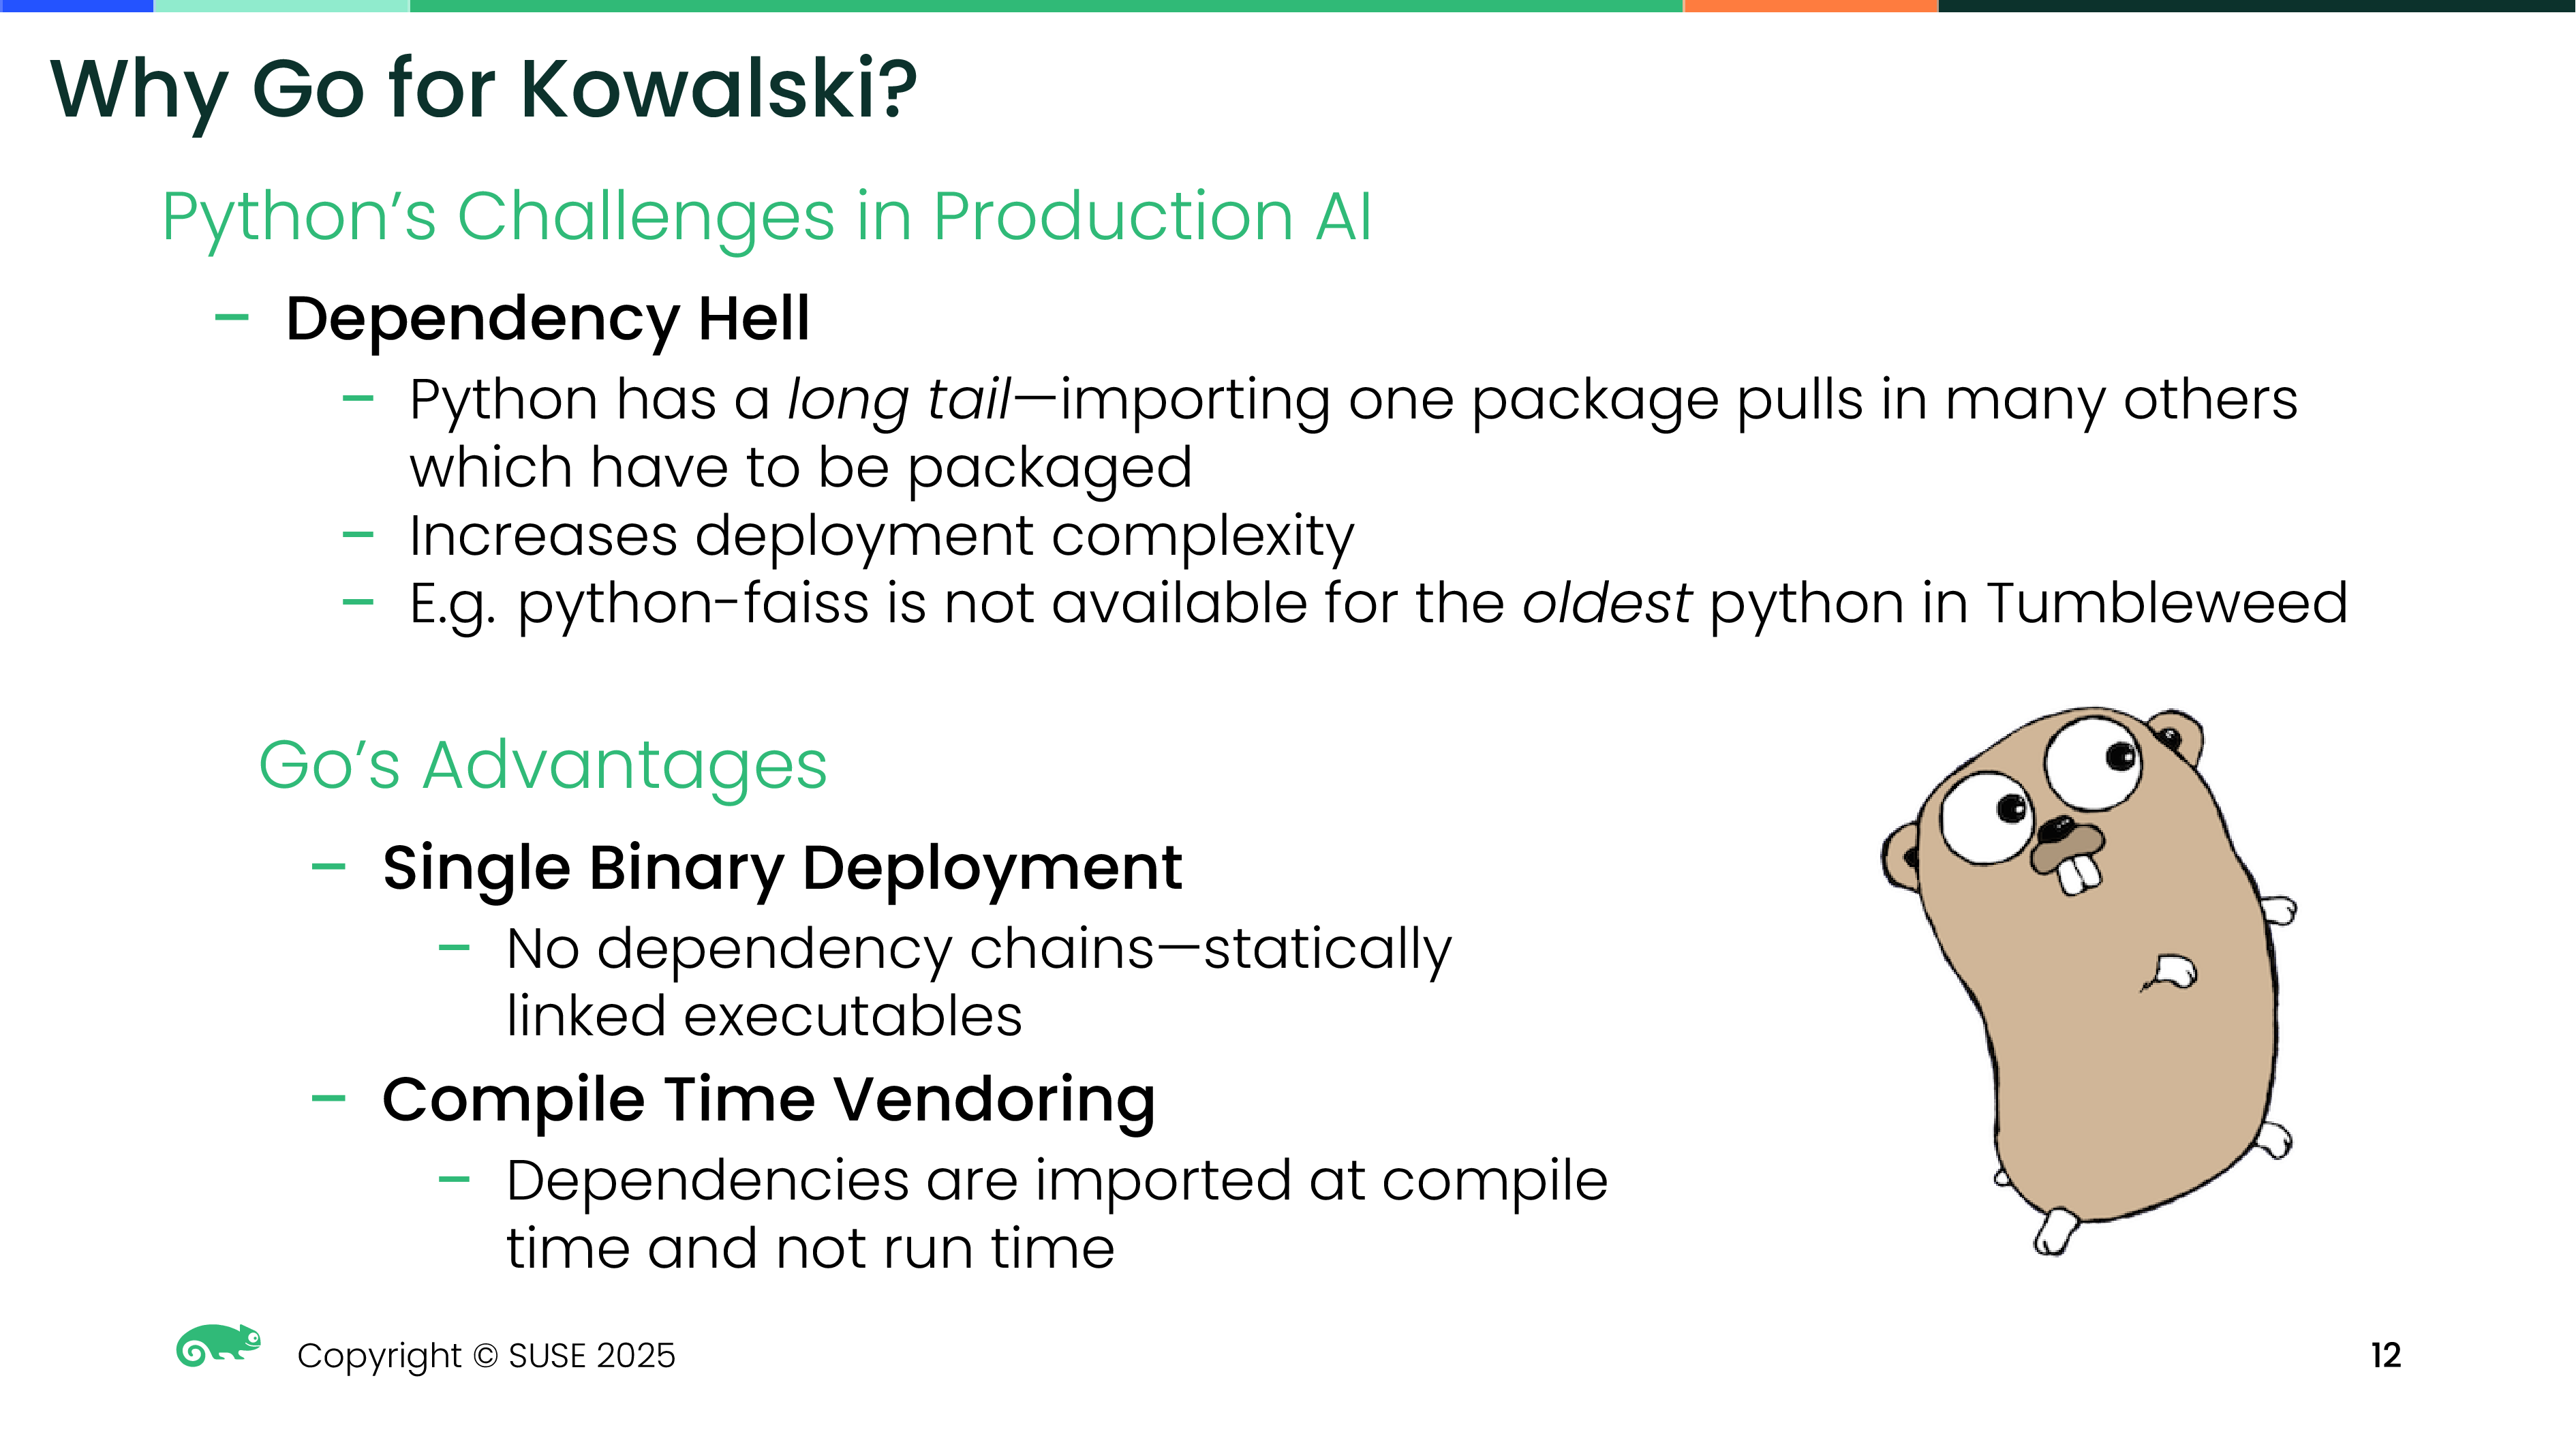 Why Go for Kowalski?
Python’s Challenges in Production AI
– Dependency Hell
– Python has a long tail—importing one package pulls in many others
which have to be packaged
– Increases deployment complexity
– E.g. python-faiss is not available for the oldest python in Tumbleweed
Go’s Advantages
– Single Binary Deployment
– No dependency chains—statically
linked executables
– Compile Time Vendoring
– Dependencies are imported at compile
time and not run time
Copyright © SUSE 2025
12